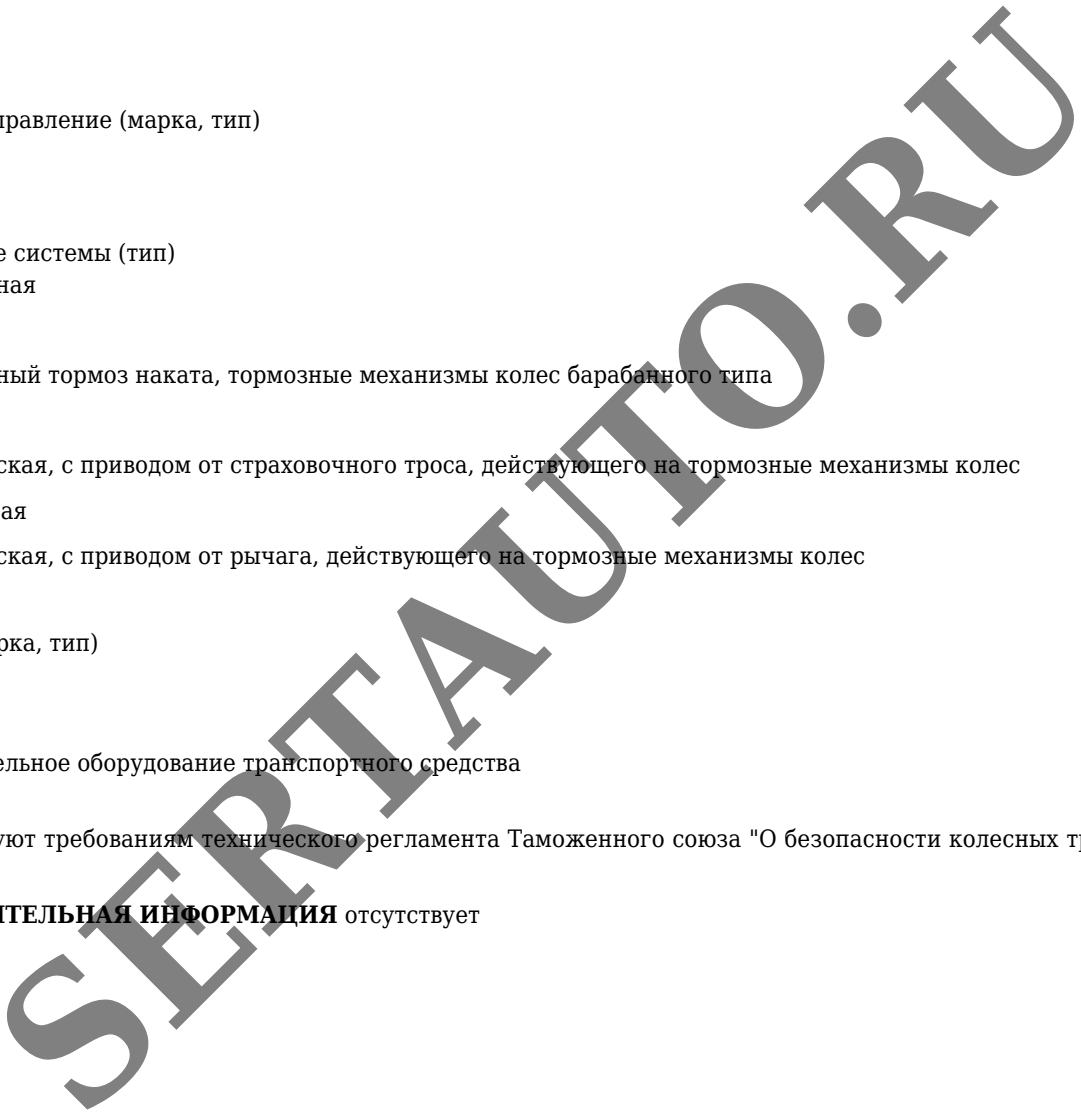 правление (марка, тип)
е системы (тип)
ная
ный тормоз наката, тормозные механизмы колес барабанного типа
ская, с приводом от страховочного троса, действующего на тормозные механизмы колес
ая
ская, с приводом от рычага, действующего на тормозные механизмы колес
рка, тип)
ельное оборудование транспортного средства
уют требованиям технического регламента Таможенного союза "О безопасности колесных тр
ИТЕЛЬНАЯ ИНФОРМАЦИЯ отсутствует
SERTAUTO.RU